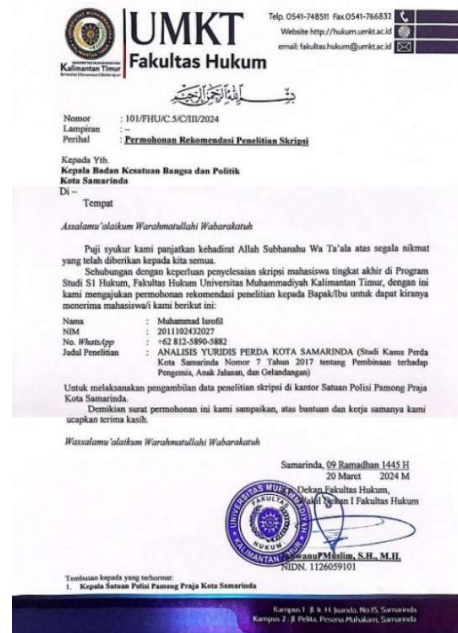 UMKT
Fakultas Hukum
Kalimantan Timur
Telp. 0541-748511 Fax.0541-766832
Website http://hukum.umkt.ac.id
email: fakultas.hukum@umkt.ac.id
Nomor : 101/FHU/C.5/C/III/2024
Lampiran : --
Perihal : Permohonan Rekomendasi Penelitian Skripsi
Kepada Yth.
Kepala Badan Kesatuan Bangsa dan Politik
Kota Samarinda
Di –
Tempat
Assalamu'alaikum Warahmatullahi Wabarakatuh
Puji syukur kami panjatkan kehadirat Allah Subhanahu Wa Ta'ala atas segala nikmat
yang telah diberikan kepada kita semua.
Sehubungan dengan keperluan penyelesaian skripsi mahasiswa tingkat akhir di Program
Studi S1 Hukum, Fakultas Hukum Universitas Muhammadiyah Kalimantan Timur, dengan ini
kami mengajukan permohonan rekomendasi penelitian kepada Bapak/Ibu untuk dapat kiranya
menerima mahasiswa/i kami berikut ini:
Nama : Muhammad Isrofil
NIM : 2011102432027
No. WhatsApp : +62 812-5890-5882
Judul Penelitian : ANALISIS YURIDIS PERDA KOTA SAMARINDA (Studi Kasus Perda
Kota Samarinda Nomor 7 Tahun 2017 tentang Pembinaan terhadap
Pengemis, Anak Jalanan, dan Gelandangan)
Untuk melaksanakan pengambilan data penelitian skripsi di kantor Satuan Polisi Pamong Praja
Kota Samarinda.
Demikian surat permohonan ini kami sampaikan, atas bantuan dan kerja samanya kami
ucapkan terima kasih.
Wassalamu'alaikum Warahmatullahi Wabarakatuh
Samarinda, 09 Ramadhan 1445 H
20 Maret 2024 M
Dekan Fakultas Hukum,
Wakil Dekan I Fakultas Hukum
FAKULTAS
HUKUM
Muslim, S.H., M.H.
NIDN. 1126059101
Tembusan kepada yang terhormat:
1. Kepala Satuan Polisi Pamong Praja Kota Samarinda
Kampus 1 : Jl. Ir. H. Juanda, No.15, Samarinda
Kampus 2 : Jl. Pelita, Pesona Mahakam, Samarinda